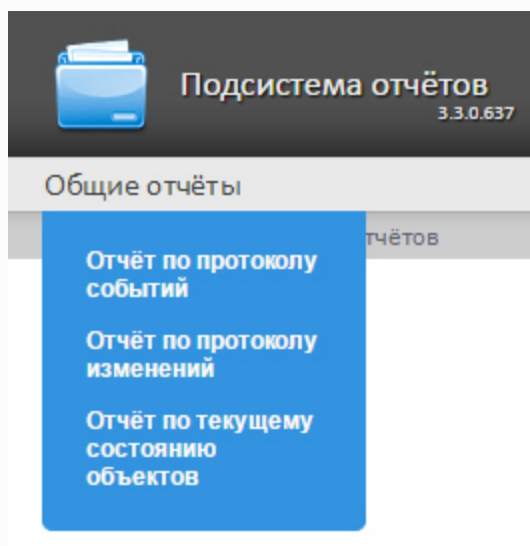 Подсистема отчётов
3.3.0.637
Общие отчёты
тчётов
Отчёт по протоколу
событий
Отчёт по протоколу
изменений
Отчёт по текущему
состоянию
объектов